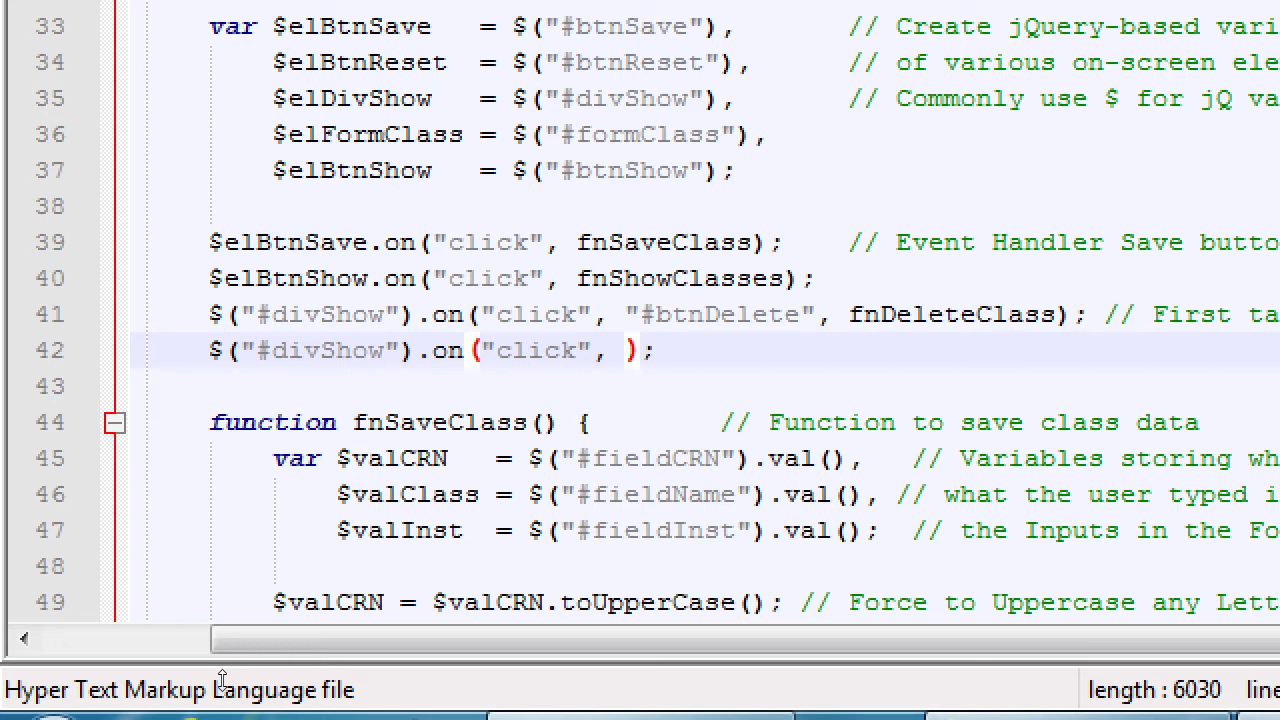 33 var $elBtnSave = $("#btnSave"), // Create jQuery-based vari
34 $elBtnReset = $("#btnReset"), // of various on-screen ele
35 $elDivShow = $("#divShow"), // Commonly use $ for jQ va
36 $elFormClass = $("#formClass"),
37 $elBtnShow = $("#btnShow");
38
39 $elBtnSave.on("click", fnSaveClass); // Event Handler Save butto
40 $elBtnShow.on("click", fnShowClasses);
41 $("#divShow").on("click", "#btnDelete", fnDeleteClass); // First ta
42 $("#divShow").on("click", );
43
44 function fnSaveClass() { // Function to save class data
45 var $valCRN = $("#fieldCRN").val(), // Variables storing wh
46 $valClass = $("#fieldName").val(), // what the user typed i
47 $valInst = $("#fieldInst").val(); // the Inputs in the Fo
48
49 $valCRN = $valCRN.toUpperCase(); // Force to Uppercase any Lett
Hyper Text Markup Language file length : 6030 line